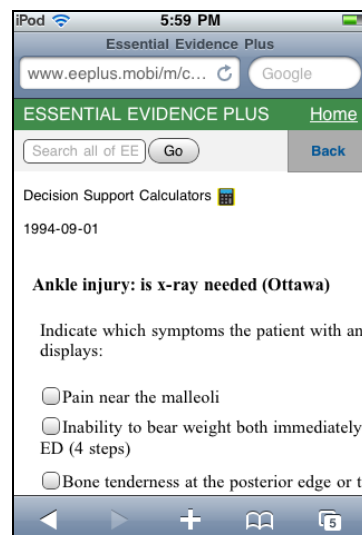 iPod 5:59 PM
Essential Evidence Plus
www.eeplus.mobi/m/c... Google
ESSENTIAL EVIDENCE PLUS Home
Search all of EE Go Back
Decision Support Calculators
1994-09-01
Ankle injury: is x-ray needed (Ottawa)
Indicate which symptoms the patient with an
displays:
Pain near the malleoli
Inability to bear weight both immediately
ED (4 steps)
Bone tenderness at the posterior edge or t
5